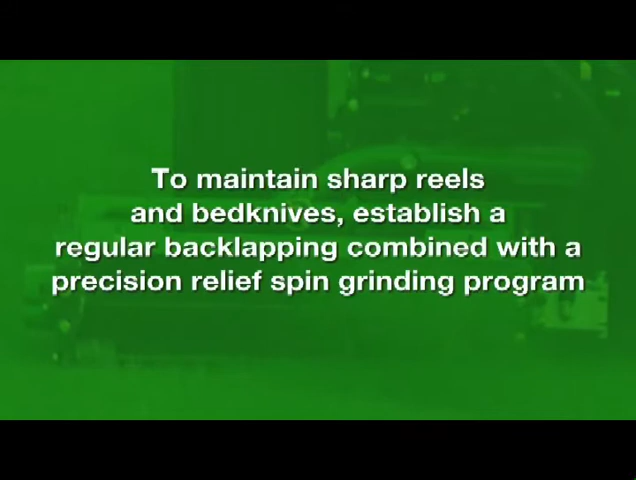 To maintain sharp reels
and bedknives, establish a
regular backlapping combined with a
precision relief spin grinding program